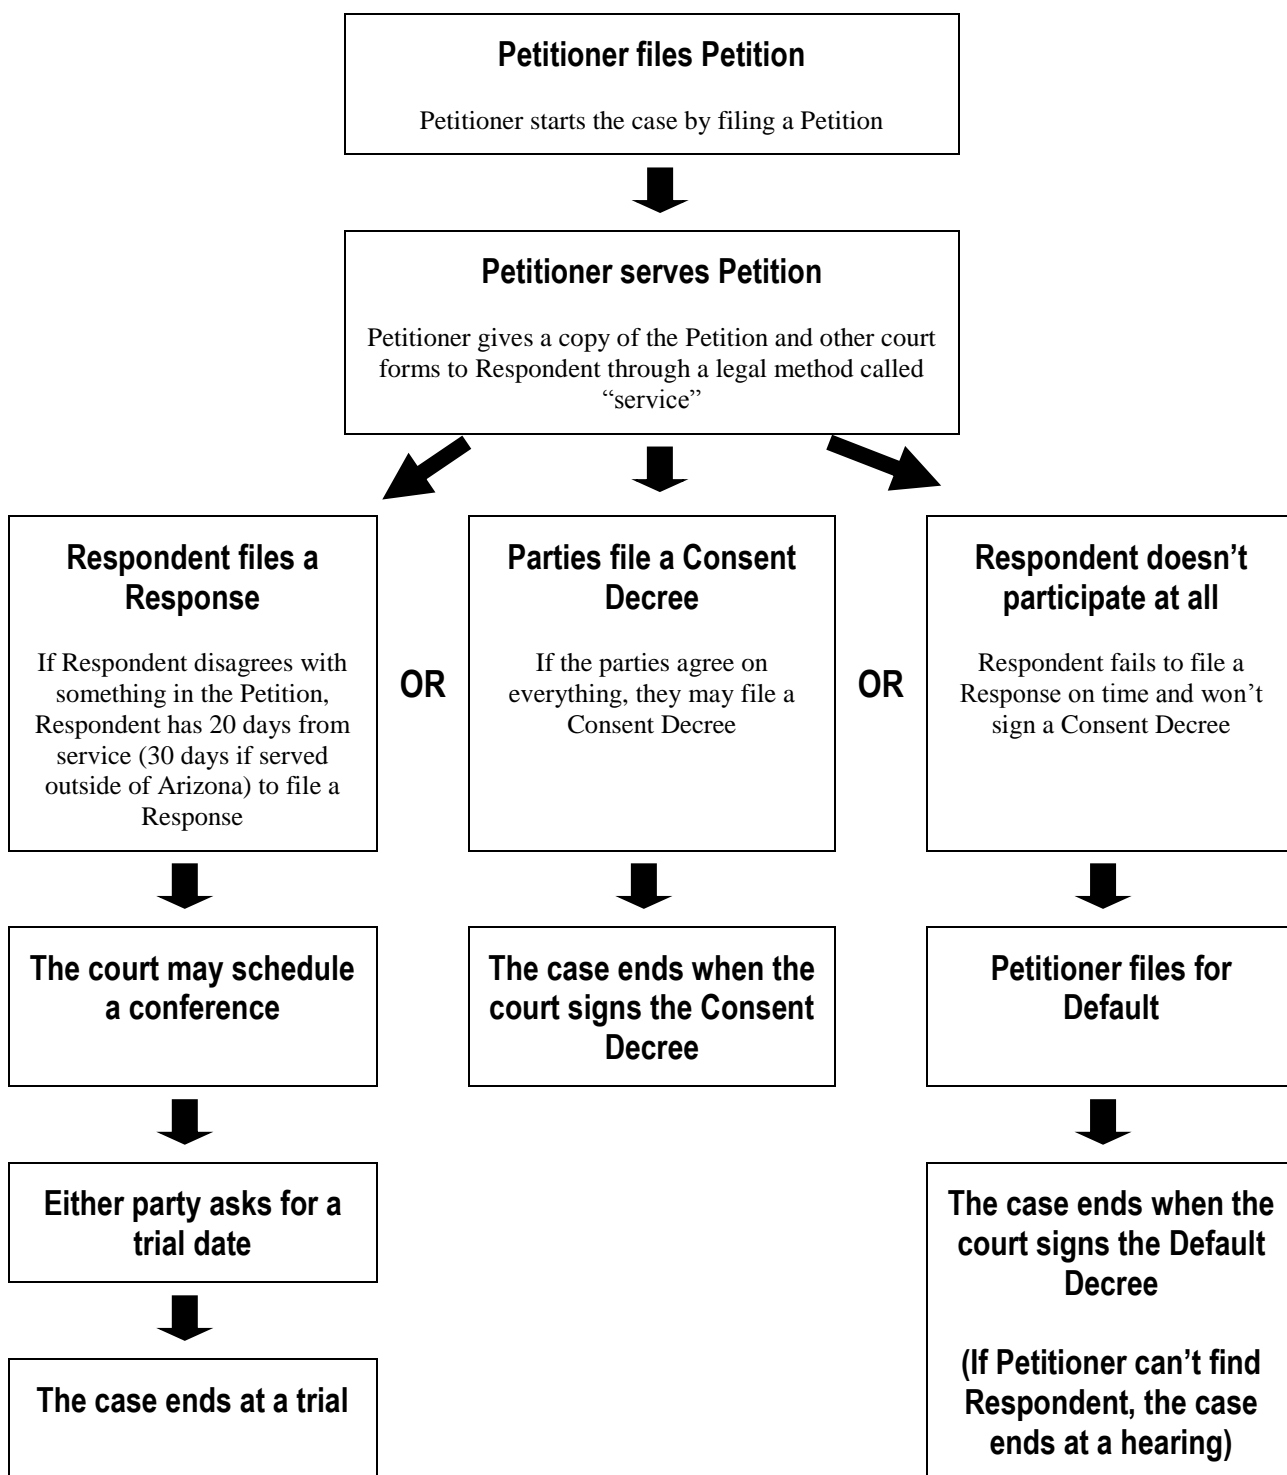 Petitioner files Petition
Petitioner starts the case by filing a Petition
Petitioner serves Petition
Petitioner gives a copy of the Petition and other court
forms to Respondent through a legal method called
“service”
Respondent files a
Response
If Respondent disagrees with
something in the Petition,
Respondent has 20 days from
service (30 days if served
outside of Arizona) to file a
Response
OR
Parties file a Consent
Decree
If the parties agree on
everything, they may file a
Consent Decree
OR
Respondent doesn’t
participate at all
Respondent fails to file a
Response on time and won’t
sign a Consent Decree
The court may schedule
a conference
The case ends when the
court signs the Consent
Decree
Petitioner files for
Default
Either party asks for a
trial date
The case ends when the
court signs the Default
Decree
(If Petitioner can’t find
Respondent, the case
ends at a hearing)
The case ends at a trial